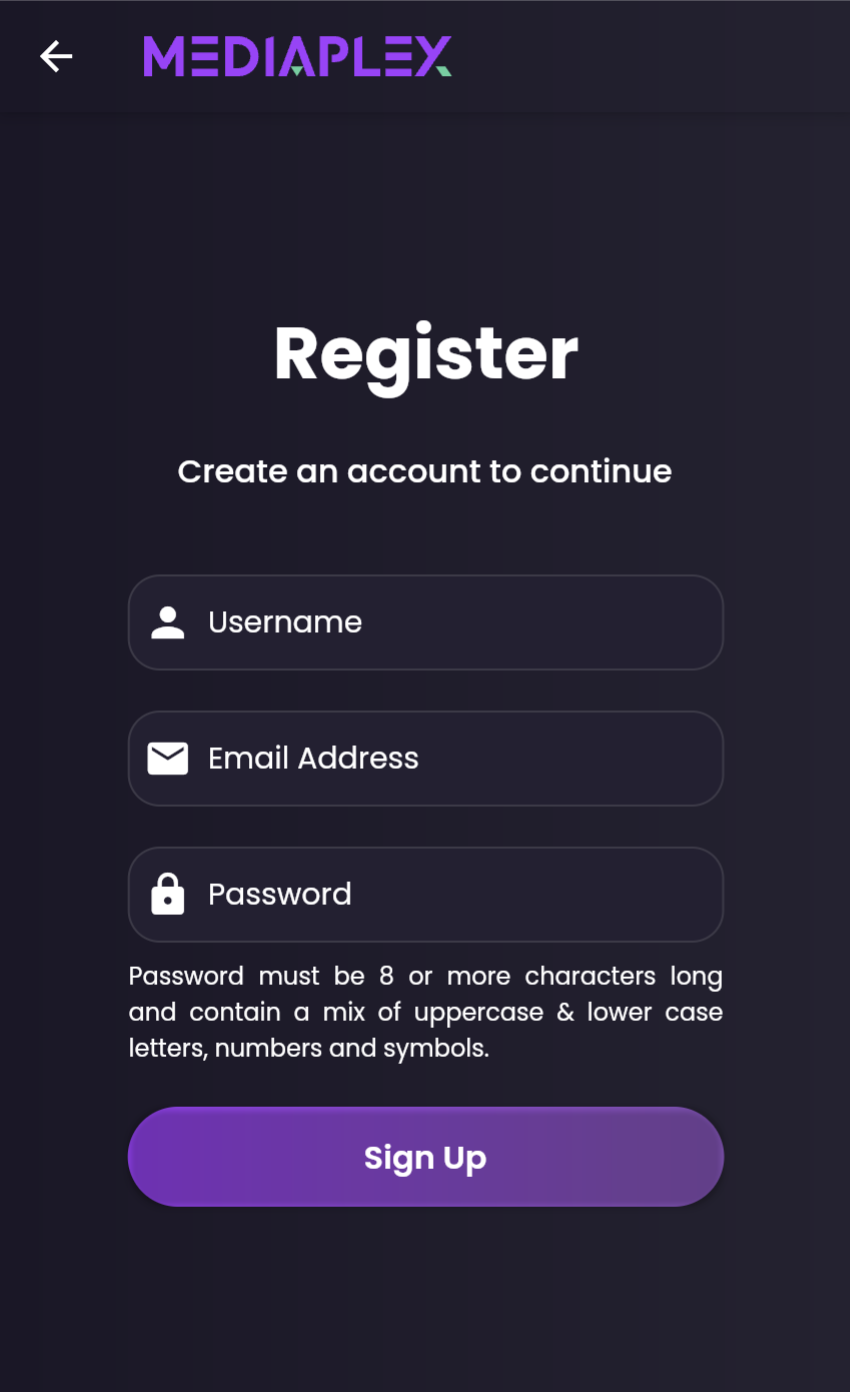 MEDIAPLEX
Register
Create an account to continue
Username
Email Address
Password
Password must be 8 or more characters long
and contain a mix of uppercase & lower case
letters, numbers and symbols.
Sign Up